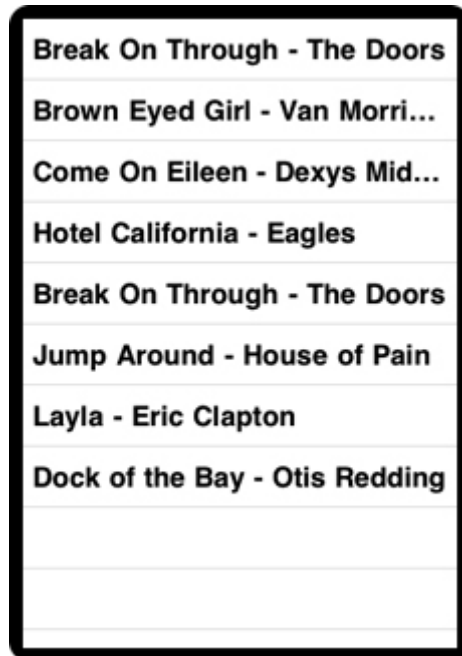 Break On Through - The Doors
Brown Eyed Girl - Van Morri...
Come On Eileen - Dexys Mid...
Hotel California - Eagles
Break On Through - The Doors
Jump Around - House of Pain
Layla - Eric Clapton
Dock of the Bay - Otis Redding